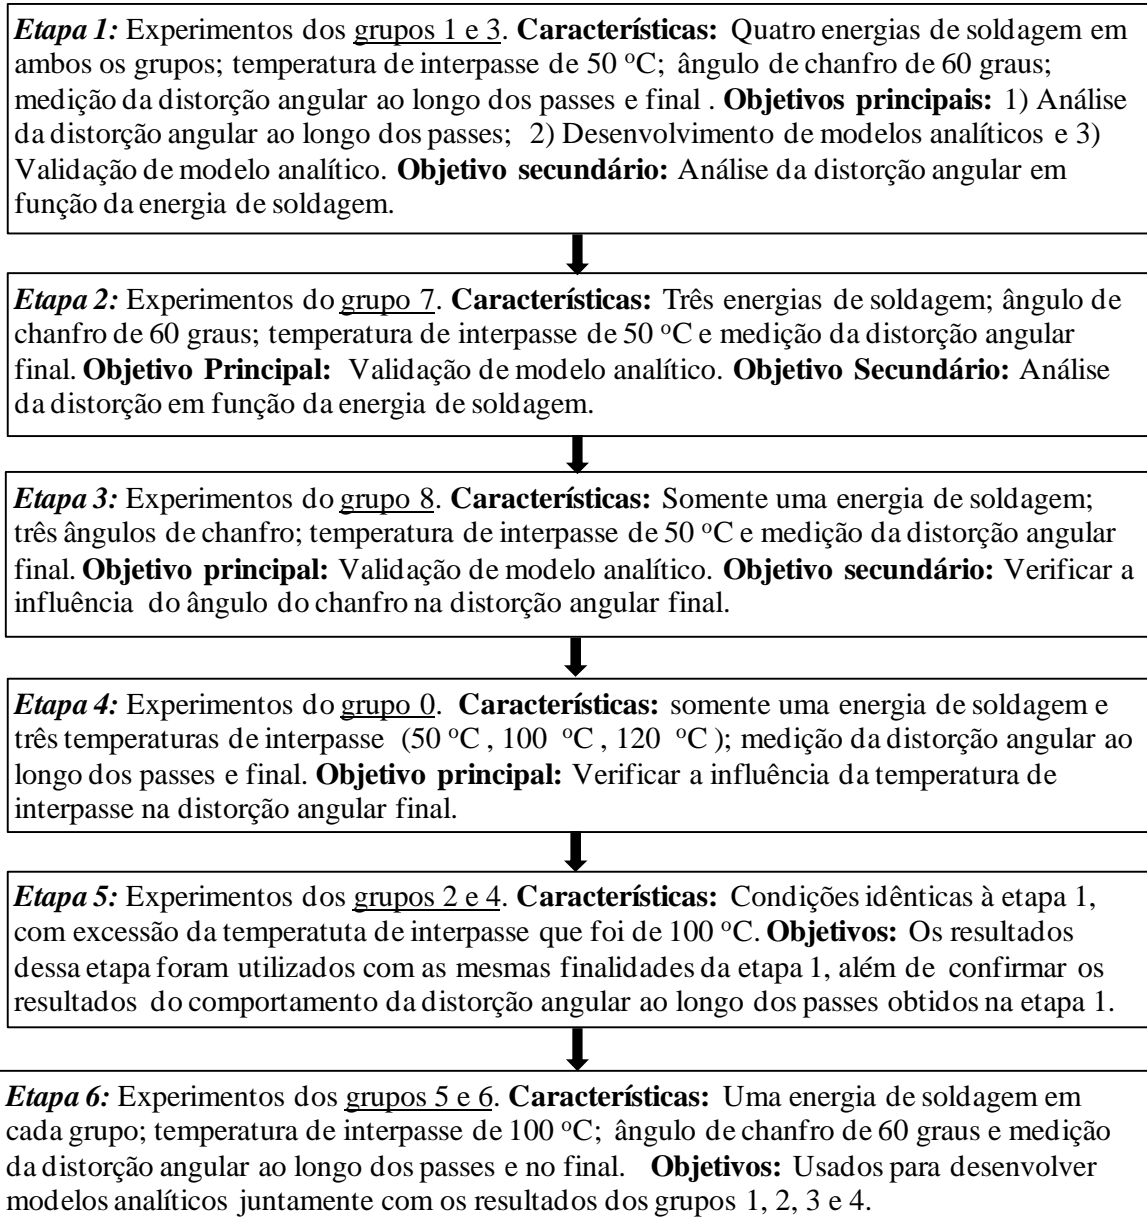 Etapa 1: Experimentos dos grupos 1 e 3. Características: Quatro energias de soldagem em
ambos os grupos; temperatura de interpasse de 50 ºC; ângulo de chanfro de 60 graus;
medição da distorção angular ao longo dos passes e final . Objetivos principais: 1) Análise
da distorção angular ao longo dos passes; 2) Desenvolvimento de modelos analíticos e 3)
Validação de modelo analítico. Objetivo secundário: Análise da distorção angular em
função da energia de soldagem.
Etapa 2: Experimentos do grupo 7. Características: Três energias de soldagem; ângulo de
chanfro de 60 graus; temperatura de interpasse de 50 ºC e medição da distorção angular
final. Objetivo Principal: Validação de modelo analítico. Objetivo Secundário: Análise
da distorção em função da energia de soldagem.
Etapa 3: Experimentos do grupo 8. Características: Somente uma energia de soldagem;
três ângulos de chanfro; temperatura de interpasse de 50 ºC e medição da distorção angular
final. Objetivo principal: Validação de modelo analítico. Objetivo secundário: Verificar a
influência do ângulo do chanfro na distorção angular final.
Etapa 4: Experimentos do grupo 0. Características: somente uma energia de soldagem e
três temperaturas de interpasse (50 ºC , 100 ºC , 120 ºC ); medição da distorção angular ao
longo dos passes e final. Objetivo principal: Verificar a influência da temperatura de
interpasse na distorção angular final.
Etapa 5: Experimentos dos grupos 2 e 4. Características: Condições idênticas à etapa 1,
com excessão da temperatuta de interpasse que foi de 100 ºC. Objetivos: Os resultados
dessa etapa foram utilizados com as mesmas finalidades da etapa 1, além de confirmar os
resultados do comportamento da distorção angular ao longo dos passes obtidos na etapa 1.
Etapa 6: Experimentos dos grupos 5 e 6. Características: Uma energia de soldagem em
cada grupo; temperatura de interpasse de 100 ºC; ângulo de chanfro de 60 graus e medição
da distorção angular ao longo dos passes e no final. Objetivos: Usados para desenvolver
modelos analíticos juntamente com os resultados dos grupos 1, 2, 3 e 4.